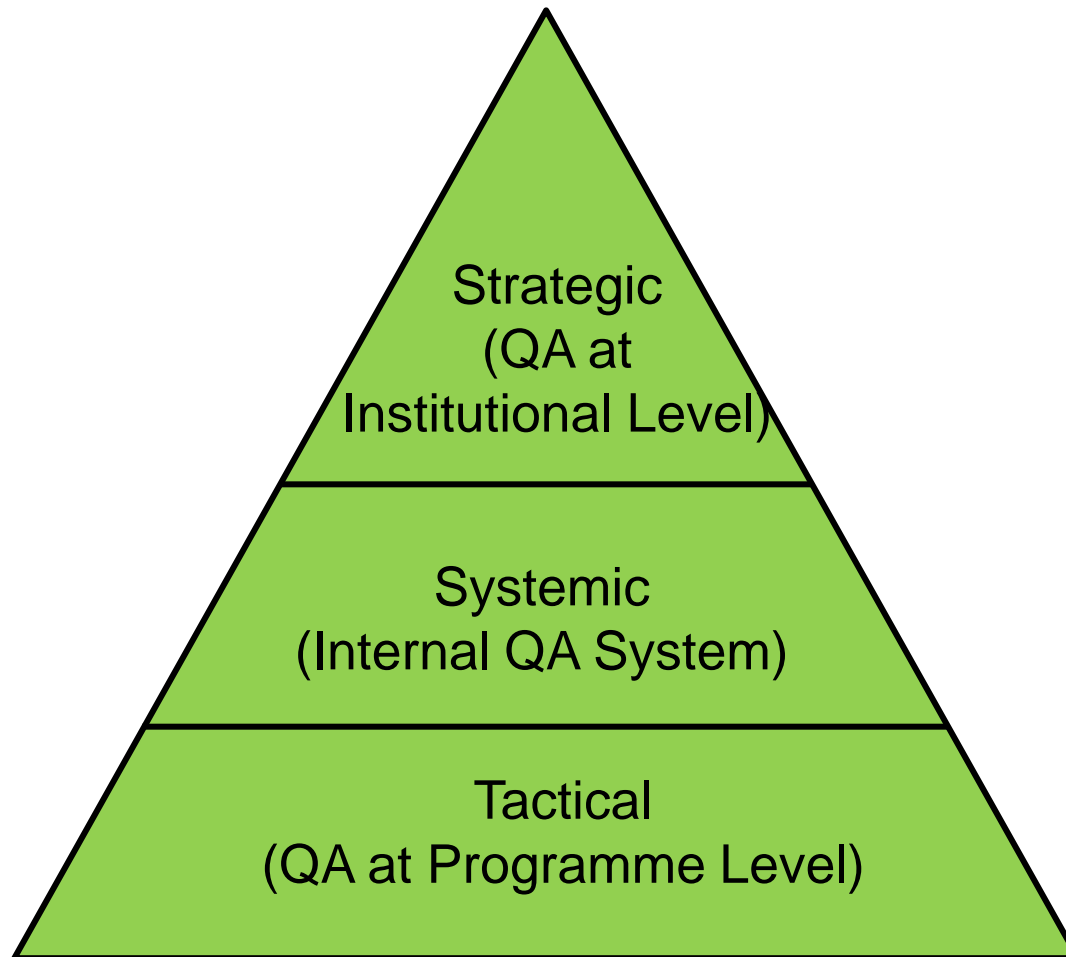 Strategic
(QA at
Institutional Level)
Systemic
(Internal QA System)
Tactical
(QA at Programme Level)